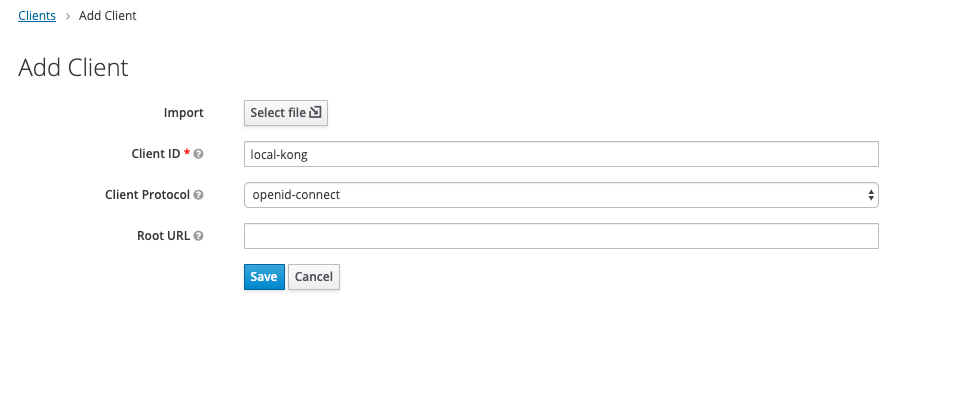 Clients > Add Client
Add Client
Import Select file
Client ID * local-kong
Client Protocol openid-connect
Root URL
Save Cancel